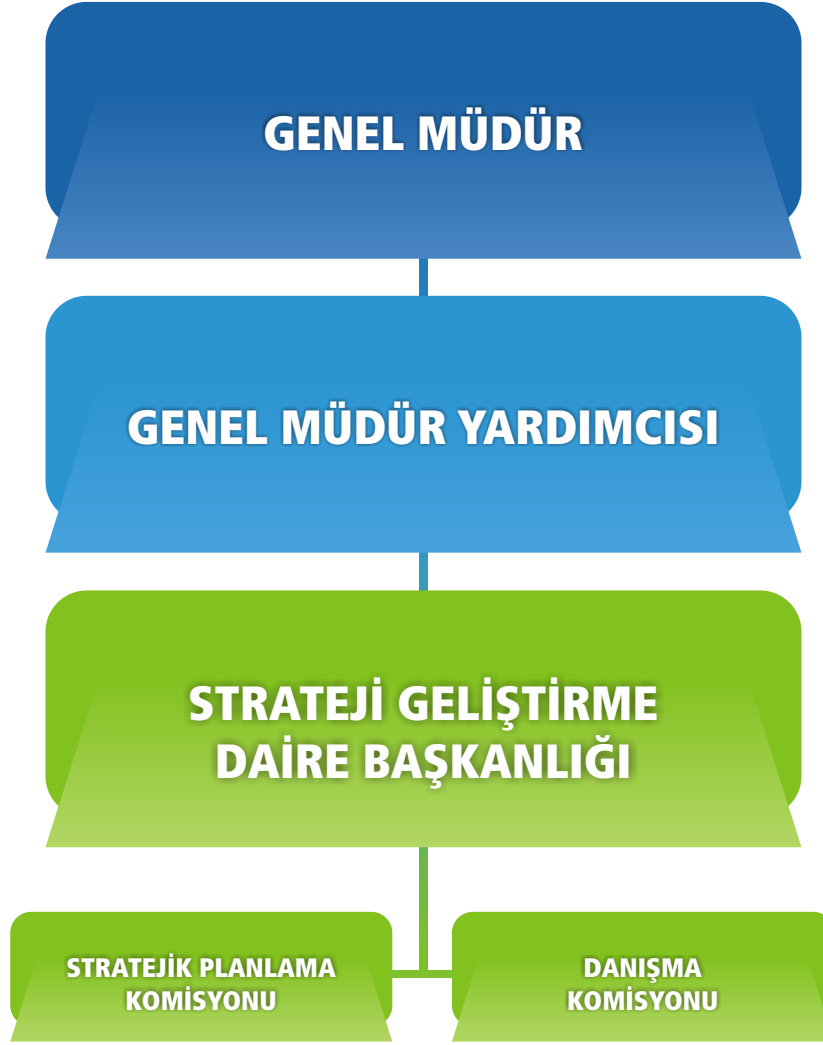 GENEL MÜDÜR
GENEL MÜDÜR YARDIMCISI
STRATEJİ GELİŞTİRME
DAİRE BAŞKANLIĞI
STRATEJİK PLANLAMA
KOMİSYONU
DANIŞMA
KOMİSYONU